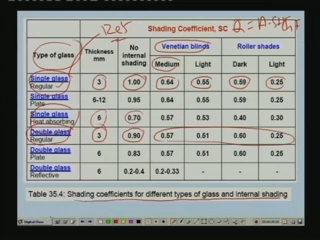 Ref
Shading Coefficient, SC
Type of glass
Thickness mm
No internal shading
Venetian blinds
Roller shades
Medium
Light
Dark
Light
Single glass Regular
3
1.00
0.64
0.55
0.59
0.25
Single glass Plate
6-12
0.95
0.64
0.55
0.59
0.25
Single glass Heat absorbing
6
0.70
0.57
0.53
0.40
0.30
Double glass Regular
3
0.90
0.57
0.51
0.60
0.25
Double glass Plate
6
0.83
0.57
0.51
0.60
0.25
Double glass Reflective
6
0.2-0.4
0.2-0.33
-
-
-
Table 35.4: Shading coefficients for different types of glass and internal shading